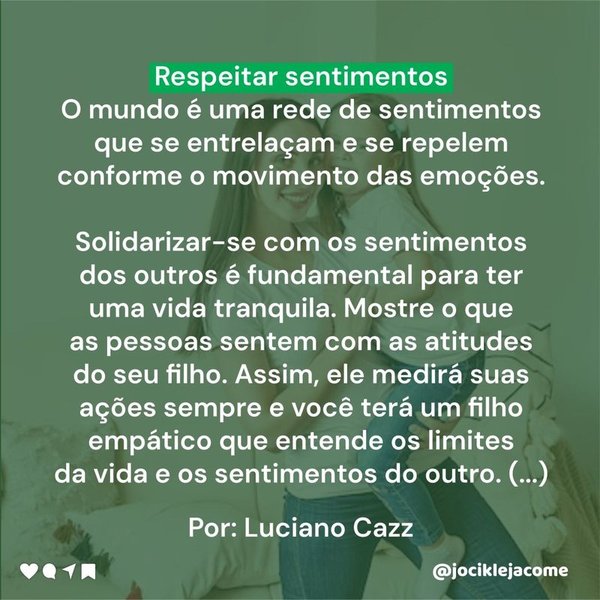 Respeitar sentimentos
O mundo é uma rede de sentimentos
que se entrelaçam e se repelem
conforme o movimento das emoções.
Solidarizar-se com os sentimentos
dos outros é fundamental para ter
uma vida tranquila. Mostre o que
as pessoas sentem com as atitudes
do seu filho. Assim, ele medirá suas
ações sempre e você terá um filho
empático que entende os limites
da vida e os sentimentos do outro. (...)
Por: Luciano Cazz
@jociklejacome